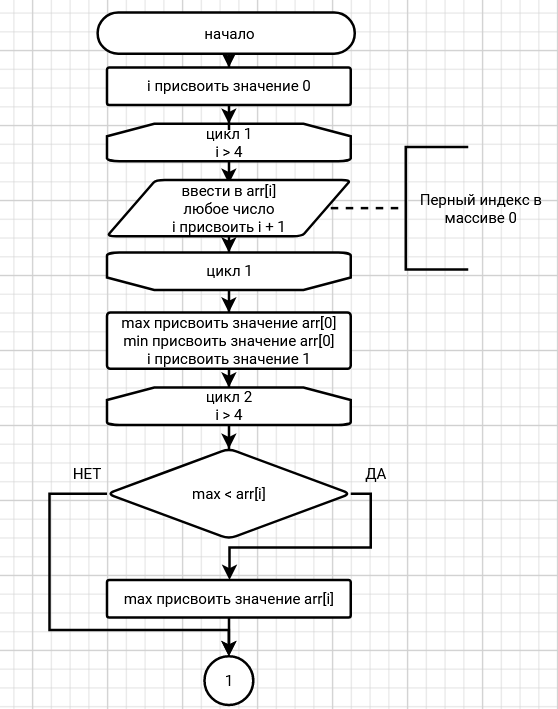 начало
i присвоить значение 0
цикл 1
i > 4
ввести в arr[i]
любое число
i присвоить i + 1
Перный индекс в
массиве 0
цикл 1
max присвоить значение arr[0]
min присвоить значение arr[0]
i присвоить значение 1
цикл 2
i > 4
НЕТ
ДА
max < arr[i]
max присвоить значение arr[i]
1